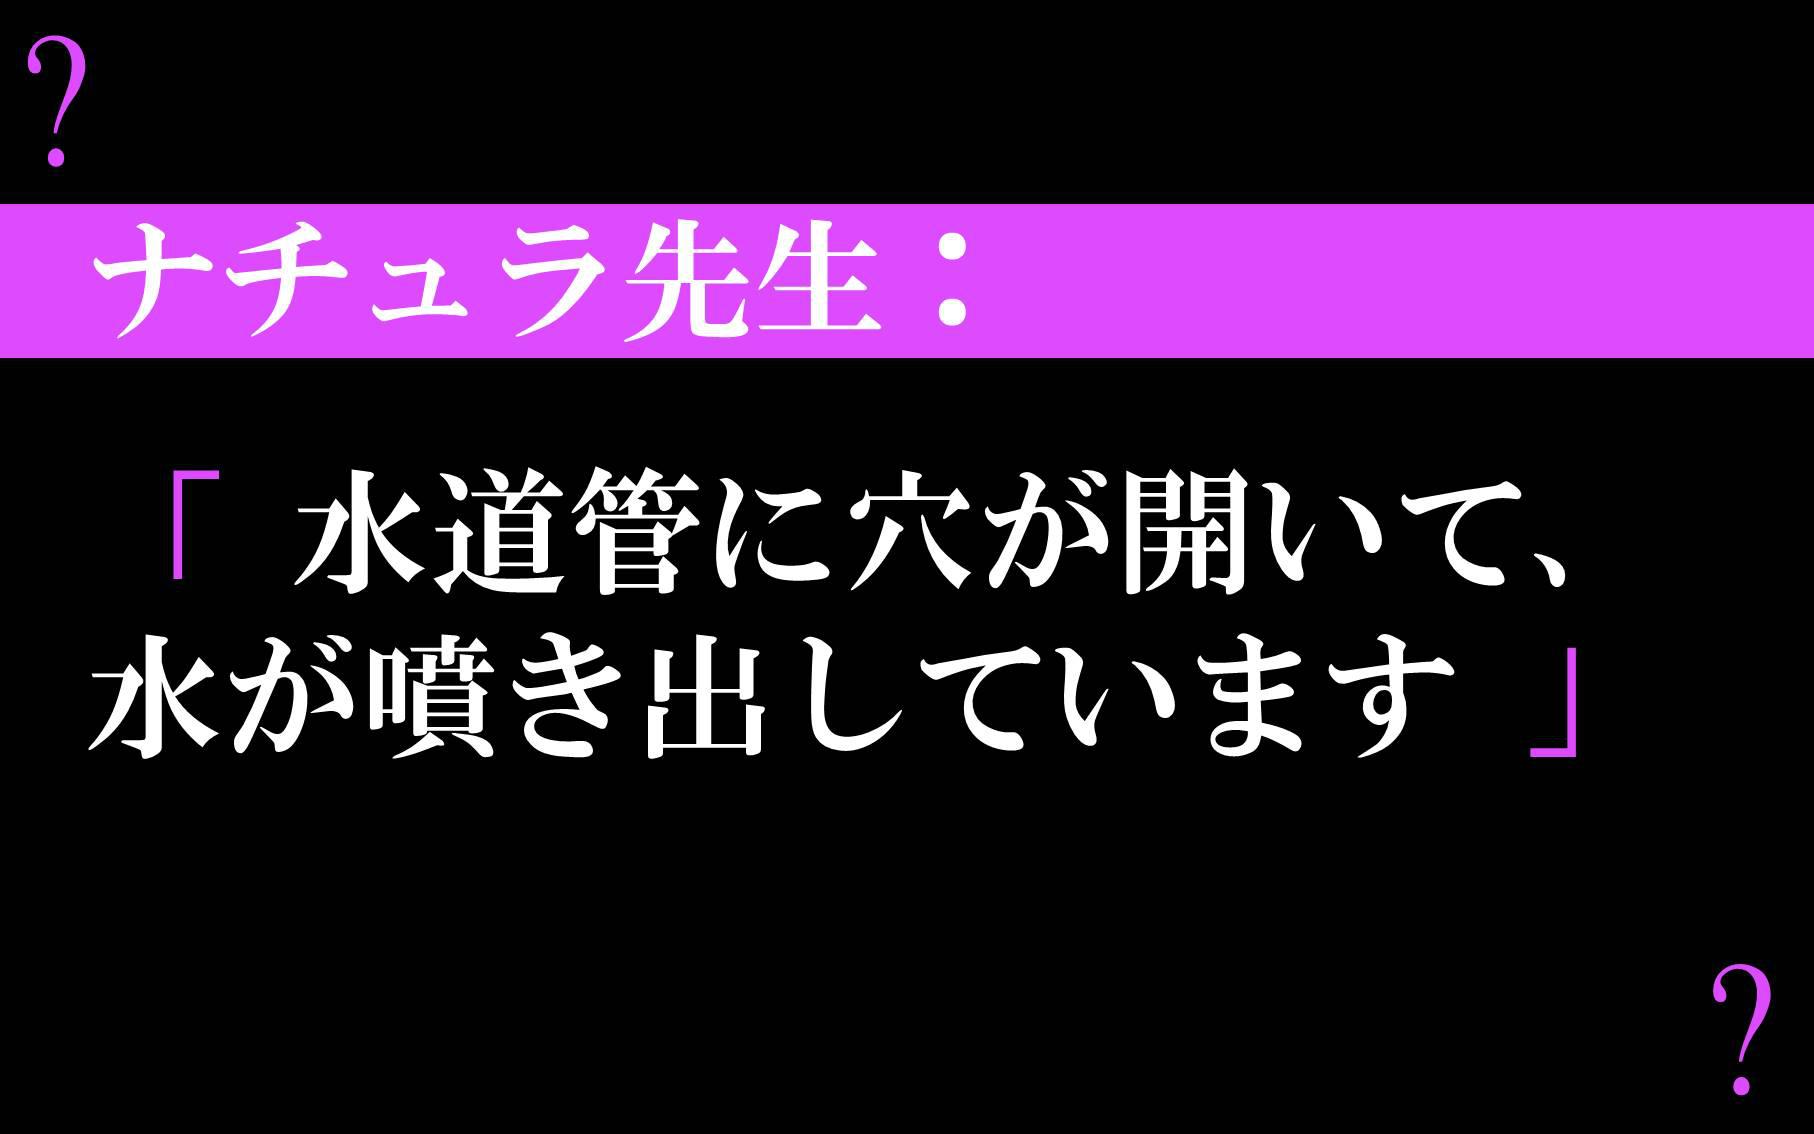 ?
ナチュラ先生：
「 水道管に穴が開いて、
水が噴き出しています 」
?